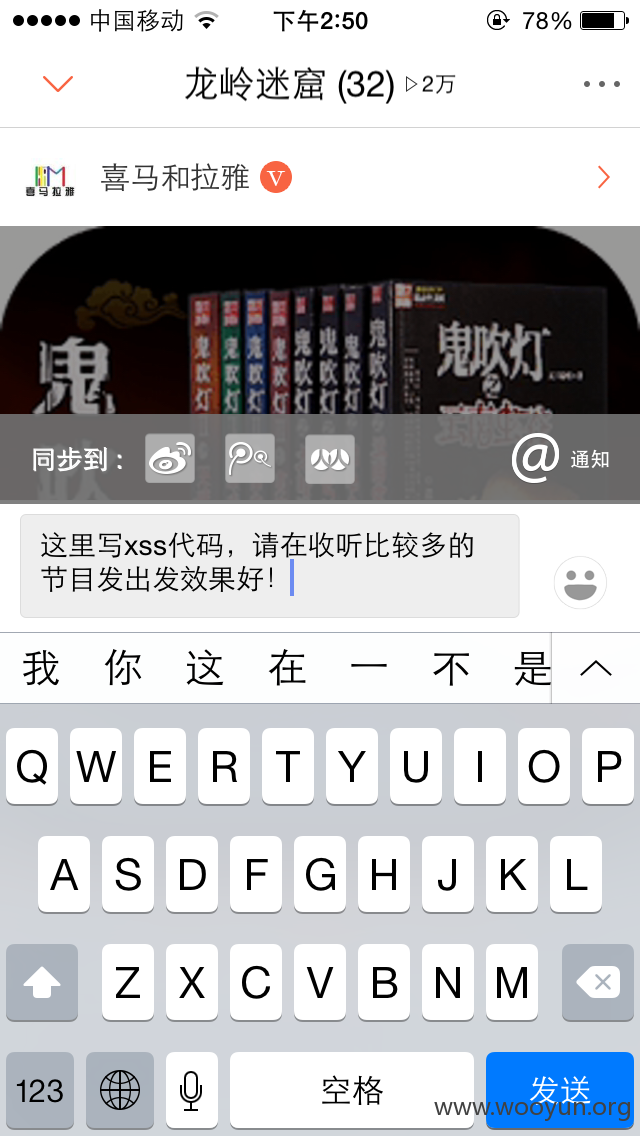 中国移动 下午2:50 78%
龙岭迷窟 (32) 2万
喜马拉雅 喜马和拉雅 V
鬼吹灯 鬼吹灯 鬼吹灯 鬼吹灯 鬼吹灯 鬼吹灯 鬼吹灯 鬼吹灯
鬼吹灯
之
同步到： @ 通知
这里写xss代码，请在收听比较多的
节目发出发效果好！
我 你 这 在 一 不 是
Q W E R T Y U I O P
A S D F G H J K L
Z X C V B N M
123 空格 发送
www.wooyun.org